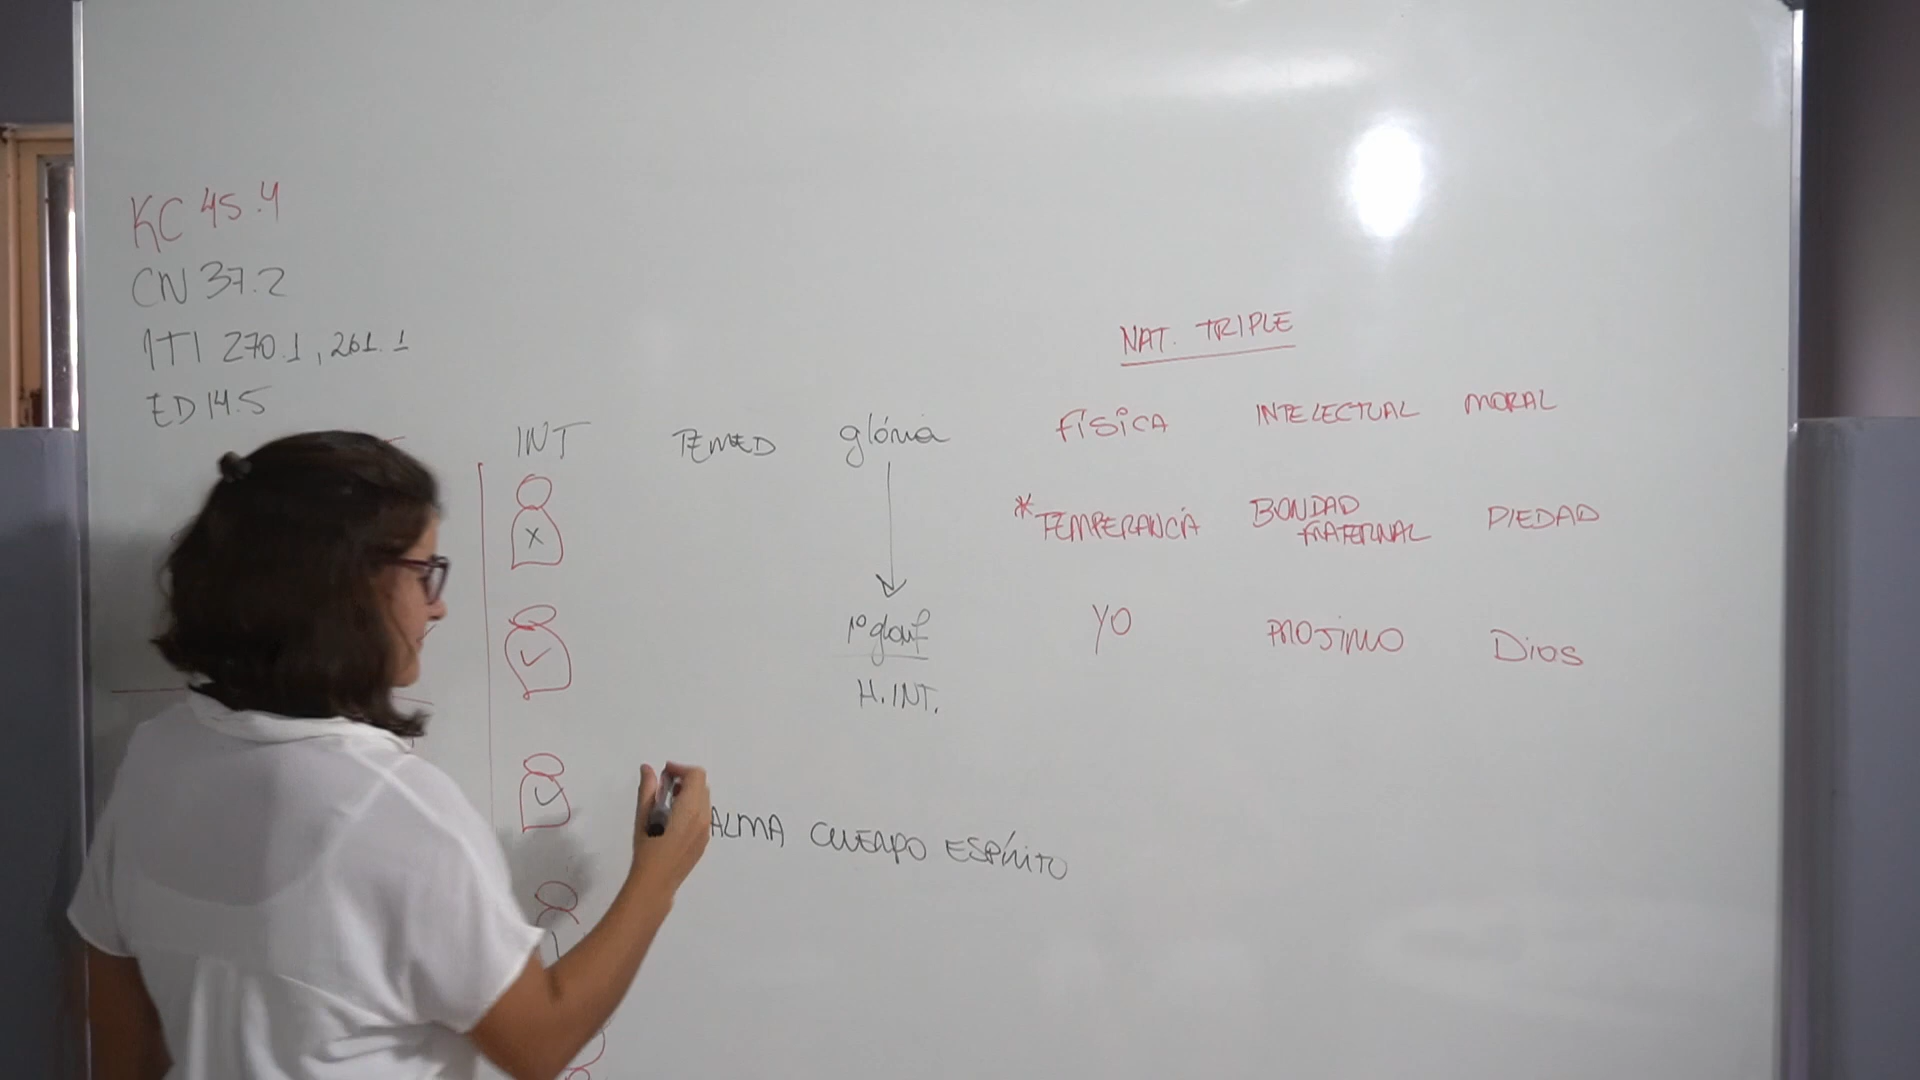 KC 45.4
CN 37.2
1TI 270.1, 261.1
ED 14.5
INT TEMED glória
1º glorif
H.INT.
ALMA CUERPO ESPÍRITO
NAT. TRIPLE
FÍSICA INTELECTUAL MORAL
* TEMPERANCIA BONDAD FRATERNAL PIEDAD
YO PROJIMO Dios